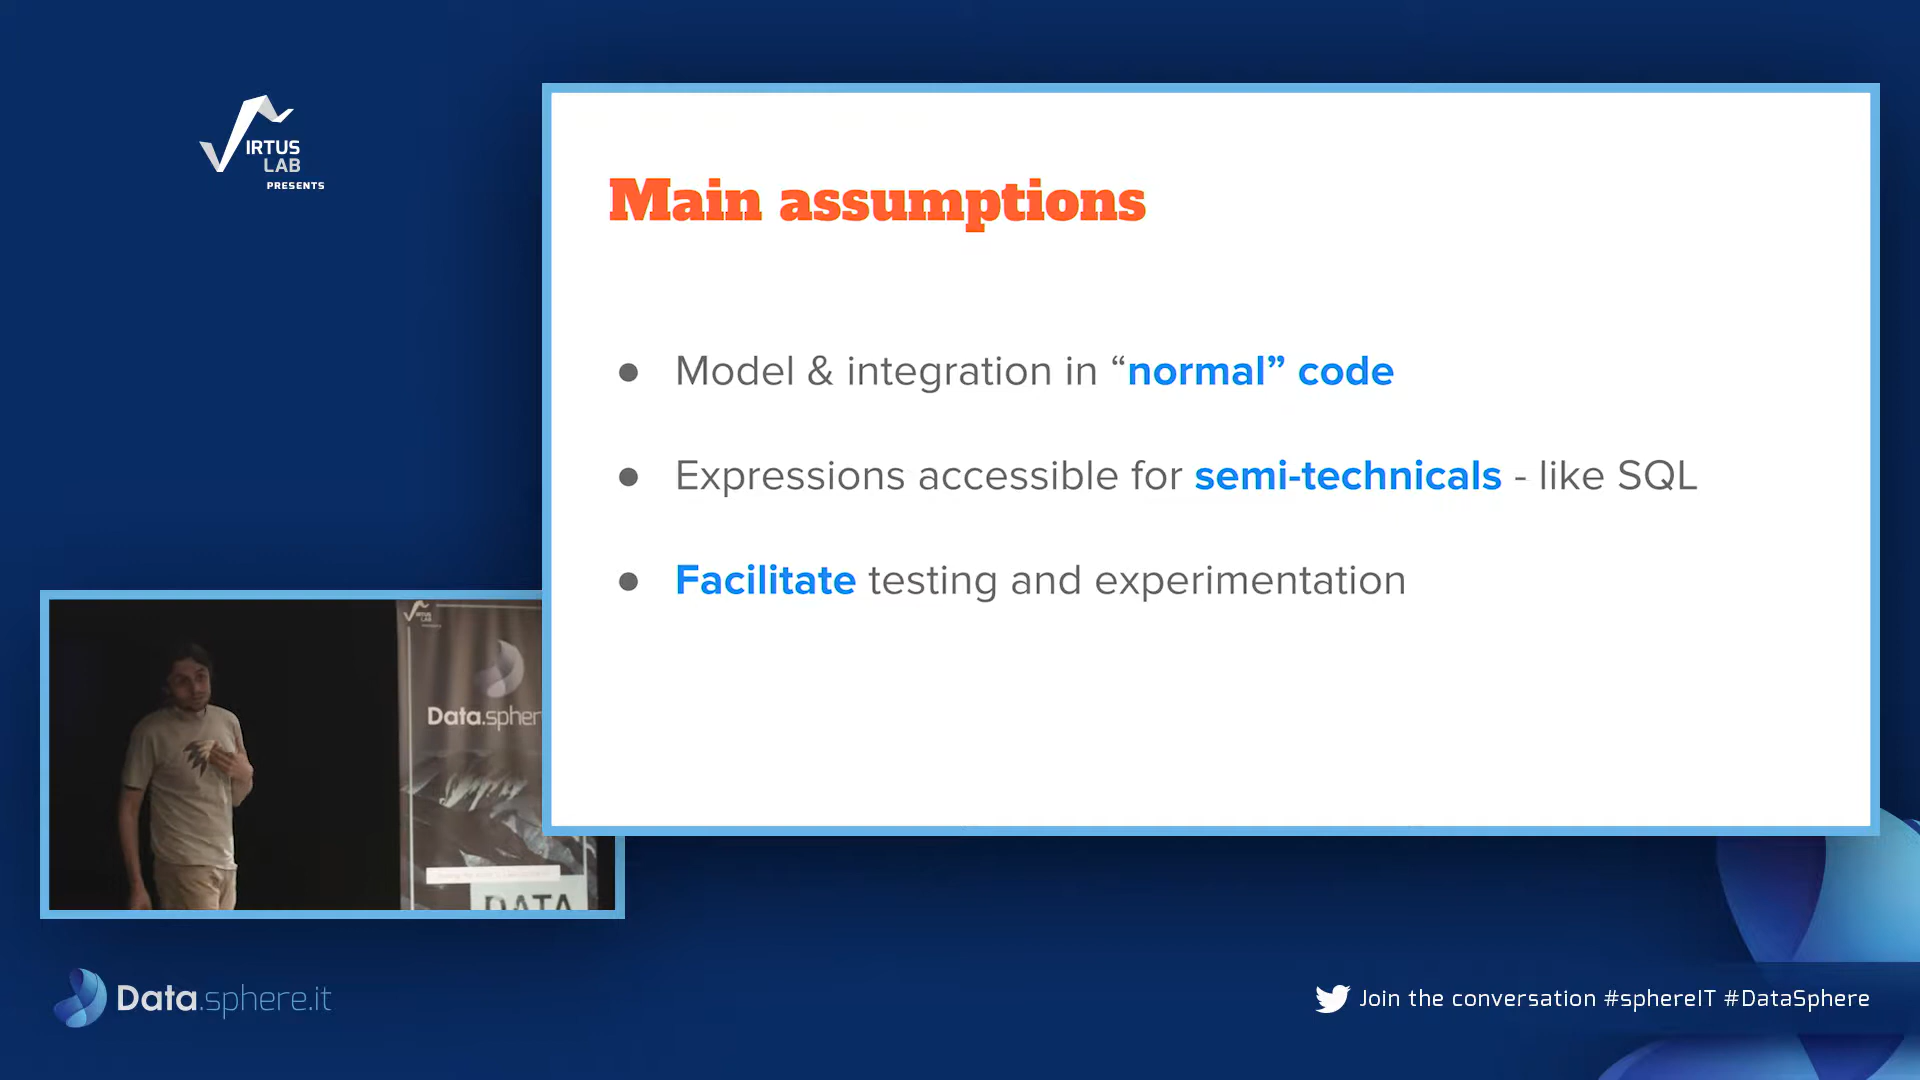 VIRTUS
LAB
PRESENTS
Main assumptions
● Model & integration in “normal” code
● Expressions accessible for semi-technicals - like SQL
● Facilitate testing and experimentation
Data.spher
DATA
Data.sphere.it
Join the conversation #sphereIT #DataSphere